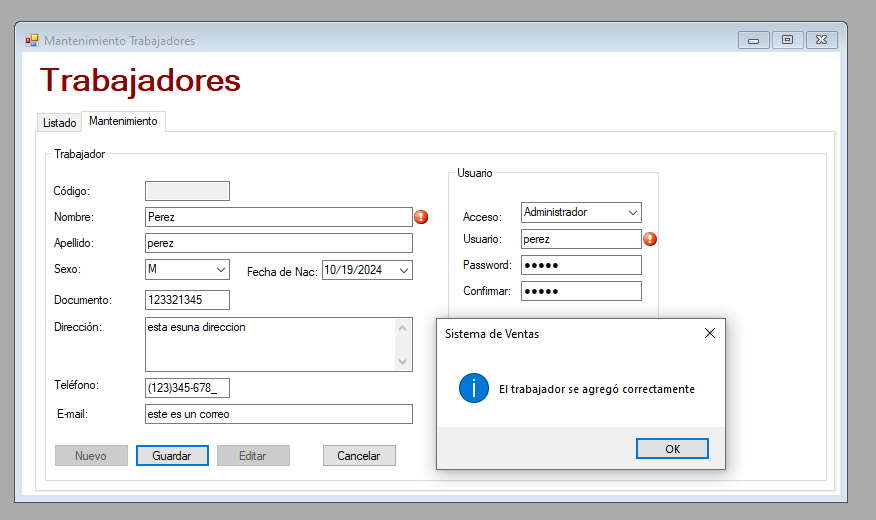 Mantenimiento Trabajadores
Trabajadores
Listado Mantenimiento
Trabajador
Código:
Nombre: Perez
Apellido: perez
Sexo: M Fecha de Nac: 10/19/2024
Documento: 123321345
Dirección: esta esuna direccion
Teléfono: (123)345-678_
E-mail: este es un correo
Nuevo Guardar Editar Cancelar
Usuario
Acceso: Administrador
Usuario: perez
Password: ●●●●●
Confirmar: ●●●●●
Sistema de Ventas
El trabajador se agregó correctamente
OK